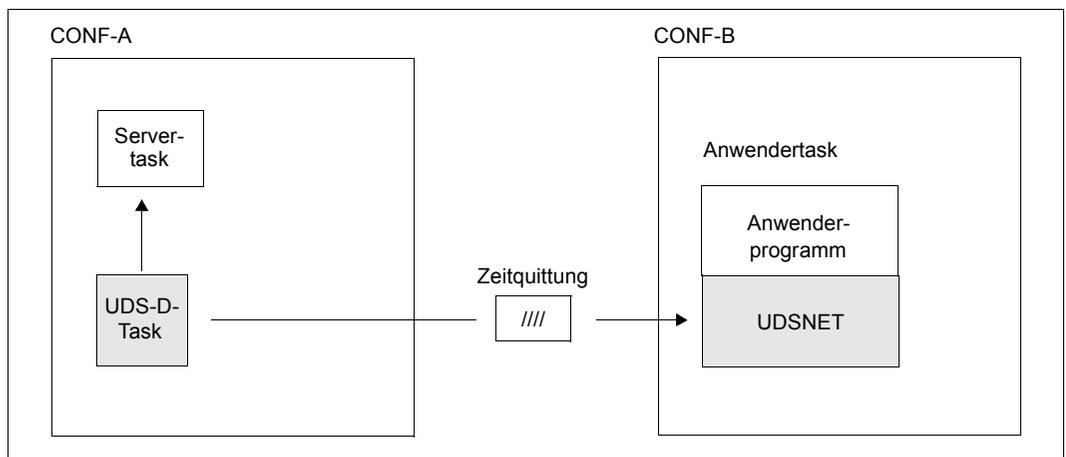 CONF-A
CONF-B
Server-
task
Anwendertask
Anwender-
programm
Zeitquittung
UDS-D-
Task
////
UDSNET